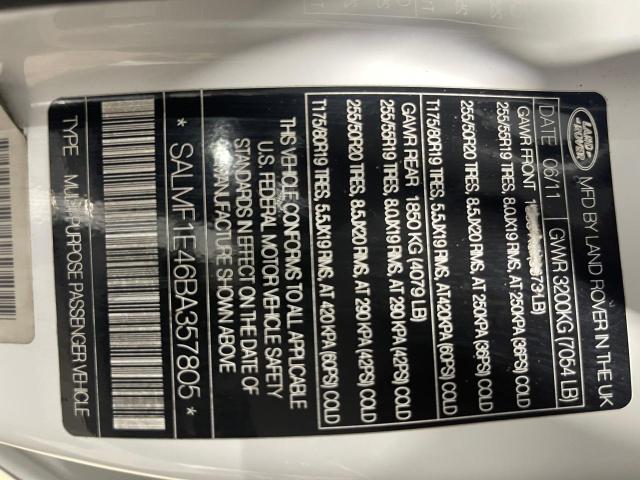 LAND ROVER
MFD BY LAND ROVER IN THE UK
DATE 06/11 GVWR 3200KG (7064 LB)
GAWR FRONT
255/55R19 TIRES, 8.0JX19 RIMS, AT 250KPA (36PSI) COLD
255/50R20 TIRES, 8.5JX20 RIMS, AT 250KPA (36PSI) COLD
T175/80R19 TIRES, 5.5JX19 RIMS, AT 420KPA (60PSI) COLD
GAWR REAR 1850 KG (4079 LB)
255/55R19 TIRES, 8.0JX19 RIMS, AT 290 KPA (42PSI) COLD
255/50R20 TIRES, 8.5JX20 RIMS, AT 290 KPA (42PSI) COLD
T175/80R19 TIRES, 5.5JX19 RIMS, AT 420 KPA (60PSI) COLD
THIS VEHICLE CONFORMS TO ALL APPLICABLE
U.S. FEDERAL MOTOR VEHICLE SAFETY
STANDARDS IN EFFECT ON THE DATE OF
MANUFACTURE SHOWN ABOVE
* SALMF1E46BA357805 *
TYPE MULTIPURPOSE PASSENGER VEHICLE